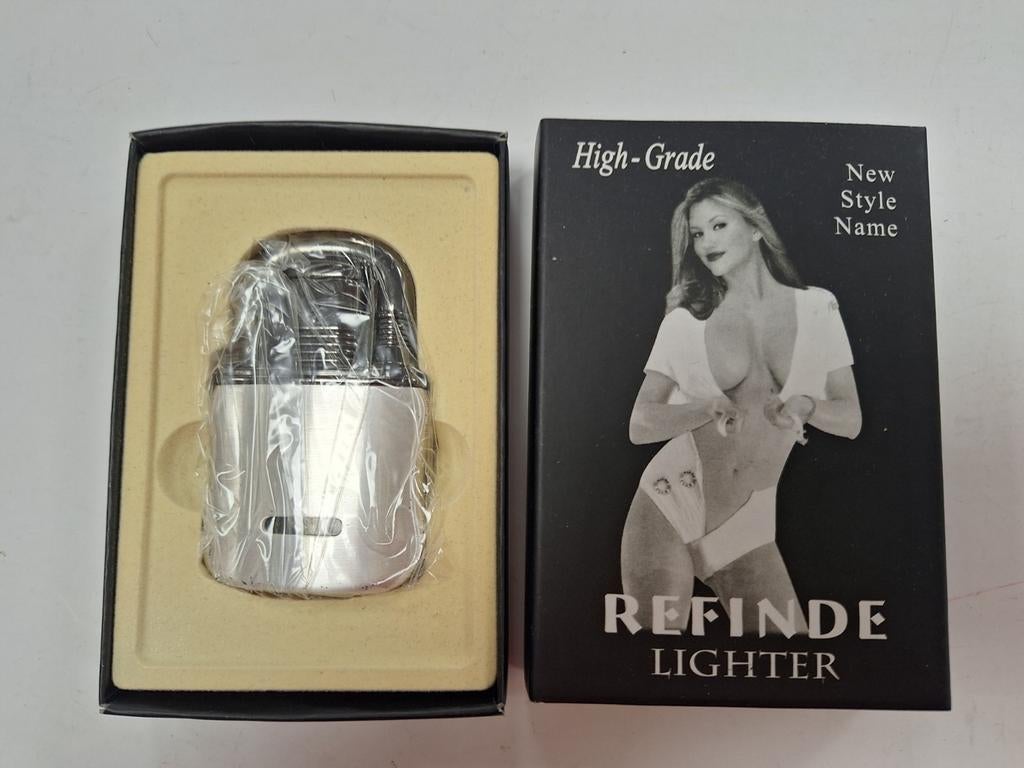 High-Grade
New
Style
Name
REFINDE
LIGHTER